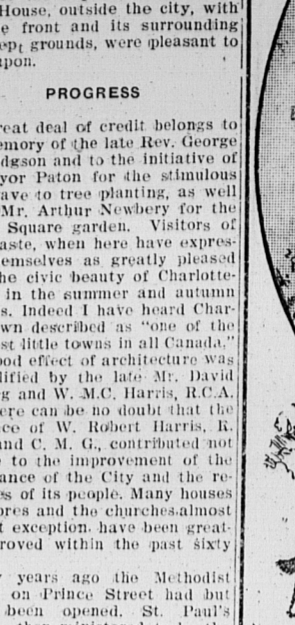 House, outside the city, with
e front and its surrounding
ept grounds, were pleasant to
upon.
PROGRESS
reat deal of credit belongs to
emory of the late Rev. George
dgson and to the initiative of
yor Paton for the stimulous
ave to tree planting, as well
Mr. Arthur Newbery for the
Square garden. Visitors of
aste, when here have expres-
emselves as greatly pleased
he civic beauty of Charlotte-
in the summer and autumn
s. Indeed I have heard Char-
wn described as "one of the
st little towns in all Canada."
ood effect of architecture was
lified by the late Mr. David
g and W. M.C. Harris, R.C.A.
ere can be no doubt that the
ce of W. Robert Harris, R.
and C. M. G., contributed not
e to the improvement of the
ance of the City and the re-
es of its people. Many houses
ores and the churches almost
t exception. have been great-
roved within the past sixty
y years ago the Methodist
on Prince Street had but
been opened. St. Paul's